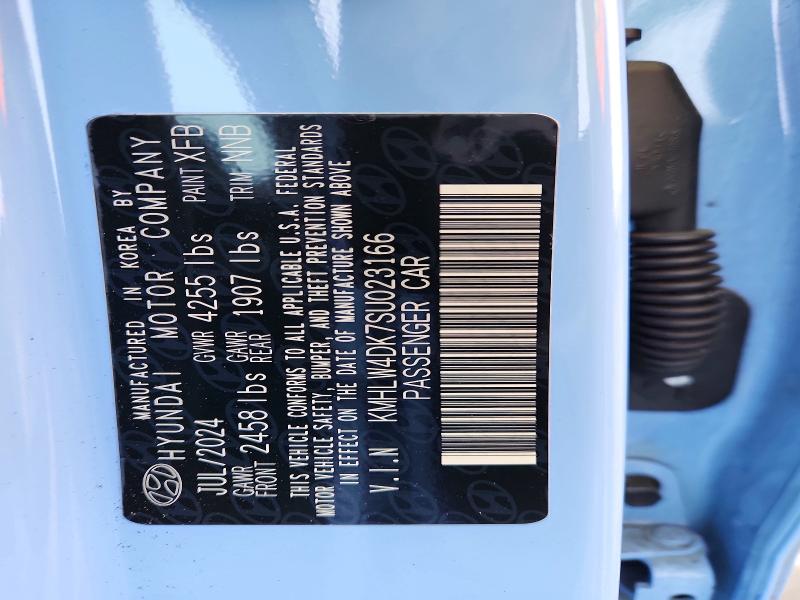 MANUFACTURED IN KOREA BY
HYUNDAI MOTOR COMPANY
JUL/2024 GVWR 4255 lbs PAINT XFB
GAWR FRONT 2458 lbs GAWR REAR 1907 lbs TRIM NNB
THIS VEHICLE CONFORMS TO ALL APPLICABLE U.S.A. FEDERAL
MOTOR VEHICLE SAFETY, BUMPER, AND THEFT PREVENTION STANDARDS
IN EFFECT ON THE DATE OF MANUFACTURE SHOWN ABOVE
V.I.N KMHLW4DK7SU023166
PASSENGER CAR